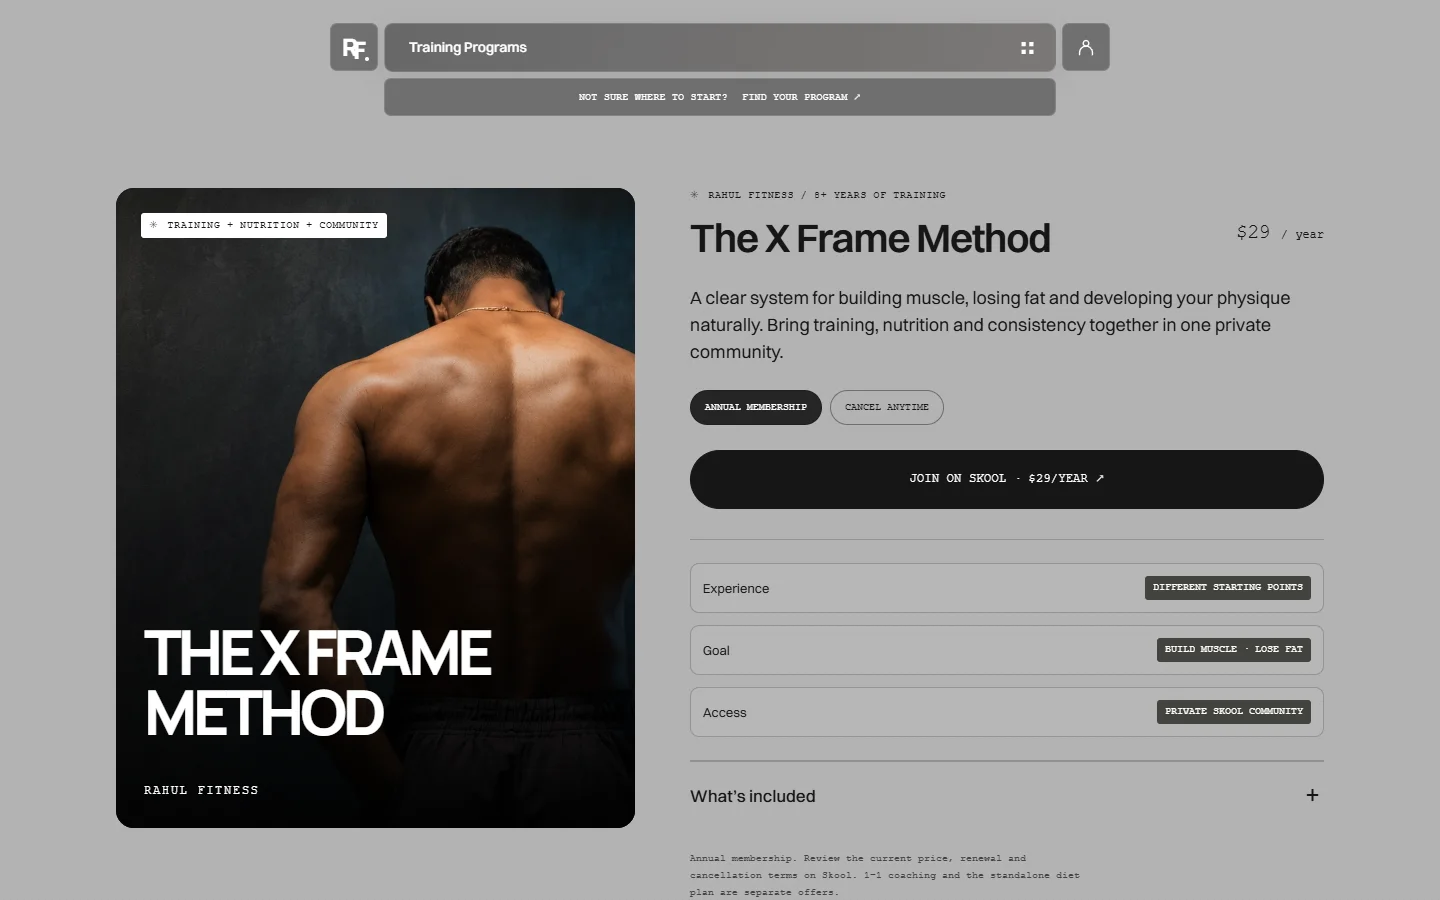 RF.
Training Programs
NOT SURE WHERE TO START? FIND YOUR PROGRAM ↗
✳ TRAINING + NUTRITION + COMMUNITY
THE X FRAME
METHOD
RAHUL FITNESS
✳ RAHUL FITNESS / 8+ YEARS OF TRAINING
The X Frame Method
$29 / year
A clear system for building muscle, losing fat and developing your physique
naturally. Bring training, nutrition and consistency together in one private
community.
ANNUAL MEMBERSHIP
CANCEL ANYTIME
JOIN ON SKOOL · $29/YEAR ↗
Experience
DIFFERENT STARTING POINTS
Goal
BUILD MUSCLE · LOSE FAT
Access
PRIVATE SKOOL COMMUNITY
What’s included
+
Annual membership. Review the current price, renewal and
cancellation terms on Skool. 1-1 coaching and the standalone diet
plan are separate offers.